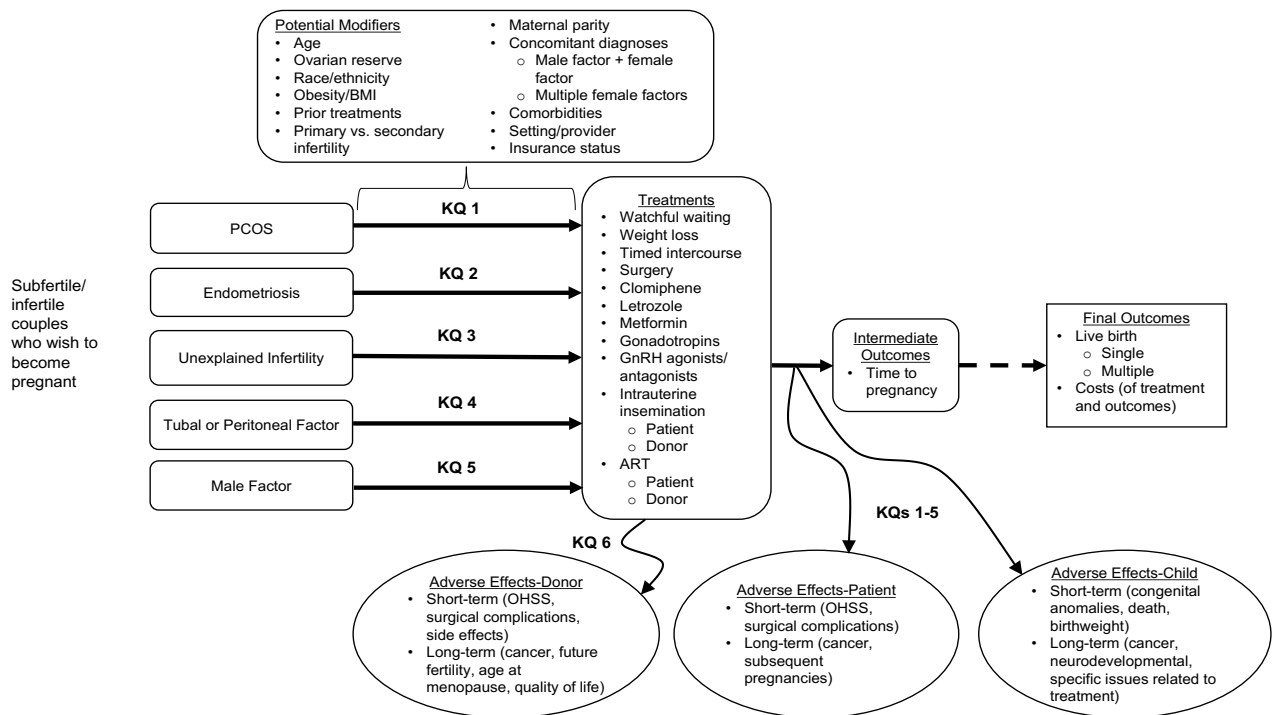 Potential Modifiers
• Age
• Ovarian reserve
• Race/ethnicity
• Obesity/BMI
• Prior treatments
• Primary vs. secondary
infertility
• Maternal parity
• Concomitant diagnoses
o Male factor + female
factor
o Multiple female factors
• Comorbidities
• Setting/provider
• Insurance status
Subfertile/
infertile
couples
who wish to
become
pregnant
PCOS
KQ 1
Endometriosis
KQ 2
Unexplained Infertility
KQ 3
Tubal or Peritoneal Factor
KQ 4
Male Factor
KQ 5
Treatments
• Watchful waiting
• Weight loss
• Timed intercourse
• Surgery
• Clomiphene
• Letrozole
• Metformin
• Gonadotropins
• GnRH agonists/
antagonists
• Intrauterine
insemination
o Patient
o Donor
• ART
o Patient
o Donor
Intermediate
Outcomes
• Time to
pregnancy
Final Outcomes
• Live birth
o Single
o Multiple
• Costs (of treatment
and outcomes)
KQ 6
KQs 1-5
Adverse Effects-Donor
• Short-term (OHSS,
surgical complications,
side effects)
• Long-term (cancer, future
fertility, age at
menopause, quality of life)
Adverse Effects-Patient
• Short-term (OHSS,
surgical complications)
• Long-term (cancer,
subsequent
pregnancies)
Adverse Effects-Child
• Short-term (congenital
anomalies, death,
birthweight)
• Long-term (cancer,
neurodevelopmental,
specific issues related to
treatment)